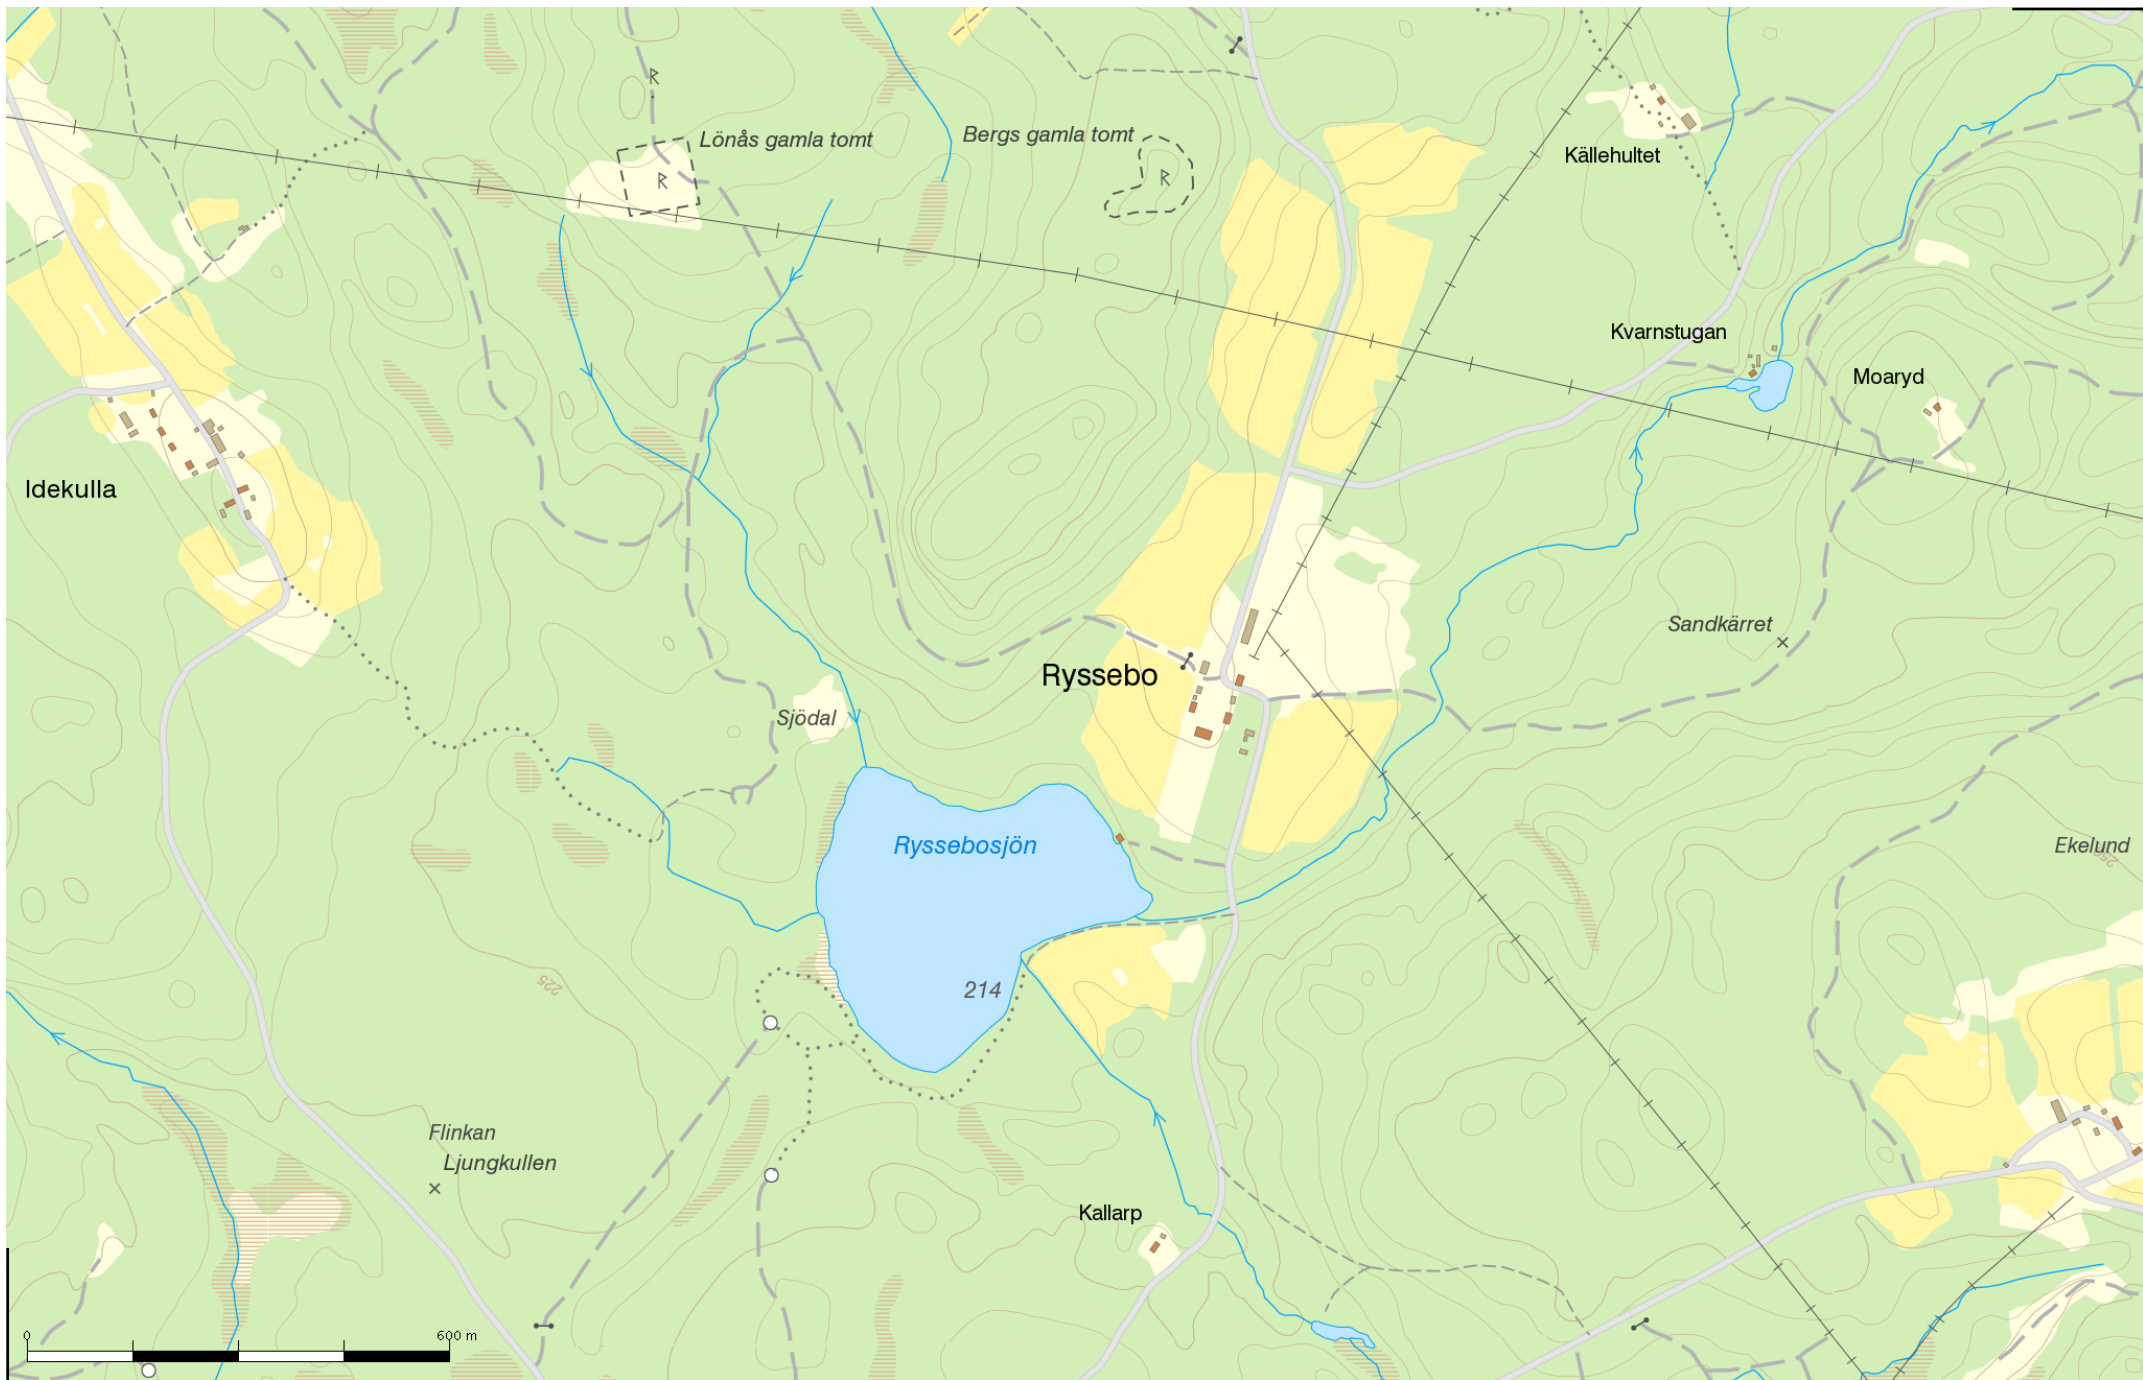 Lönås gamla tomt
Bergs gamla tomt
R
R
R
Källehultet
Kvarnstugan
Moaryd
Idekulla
Sandkärret
Ryssebo
Sjödal
Ryssebosjön
Ekelund
250
214
225
Flinkan
Ljungkullen
Kallarp
0
600 m